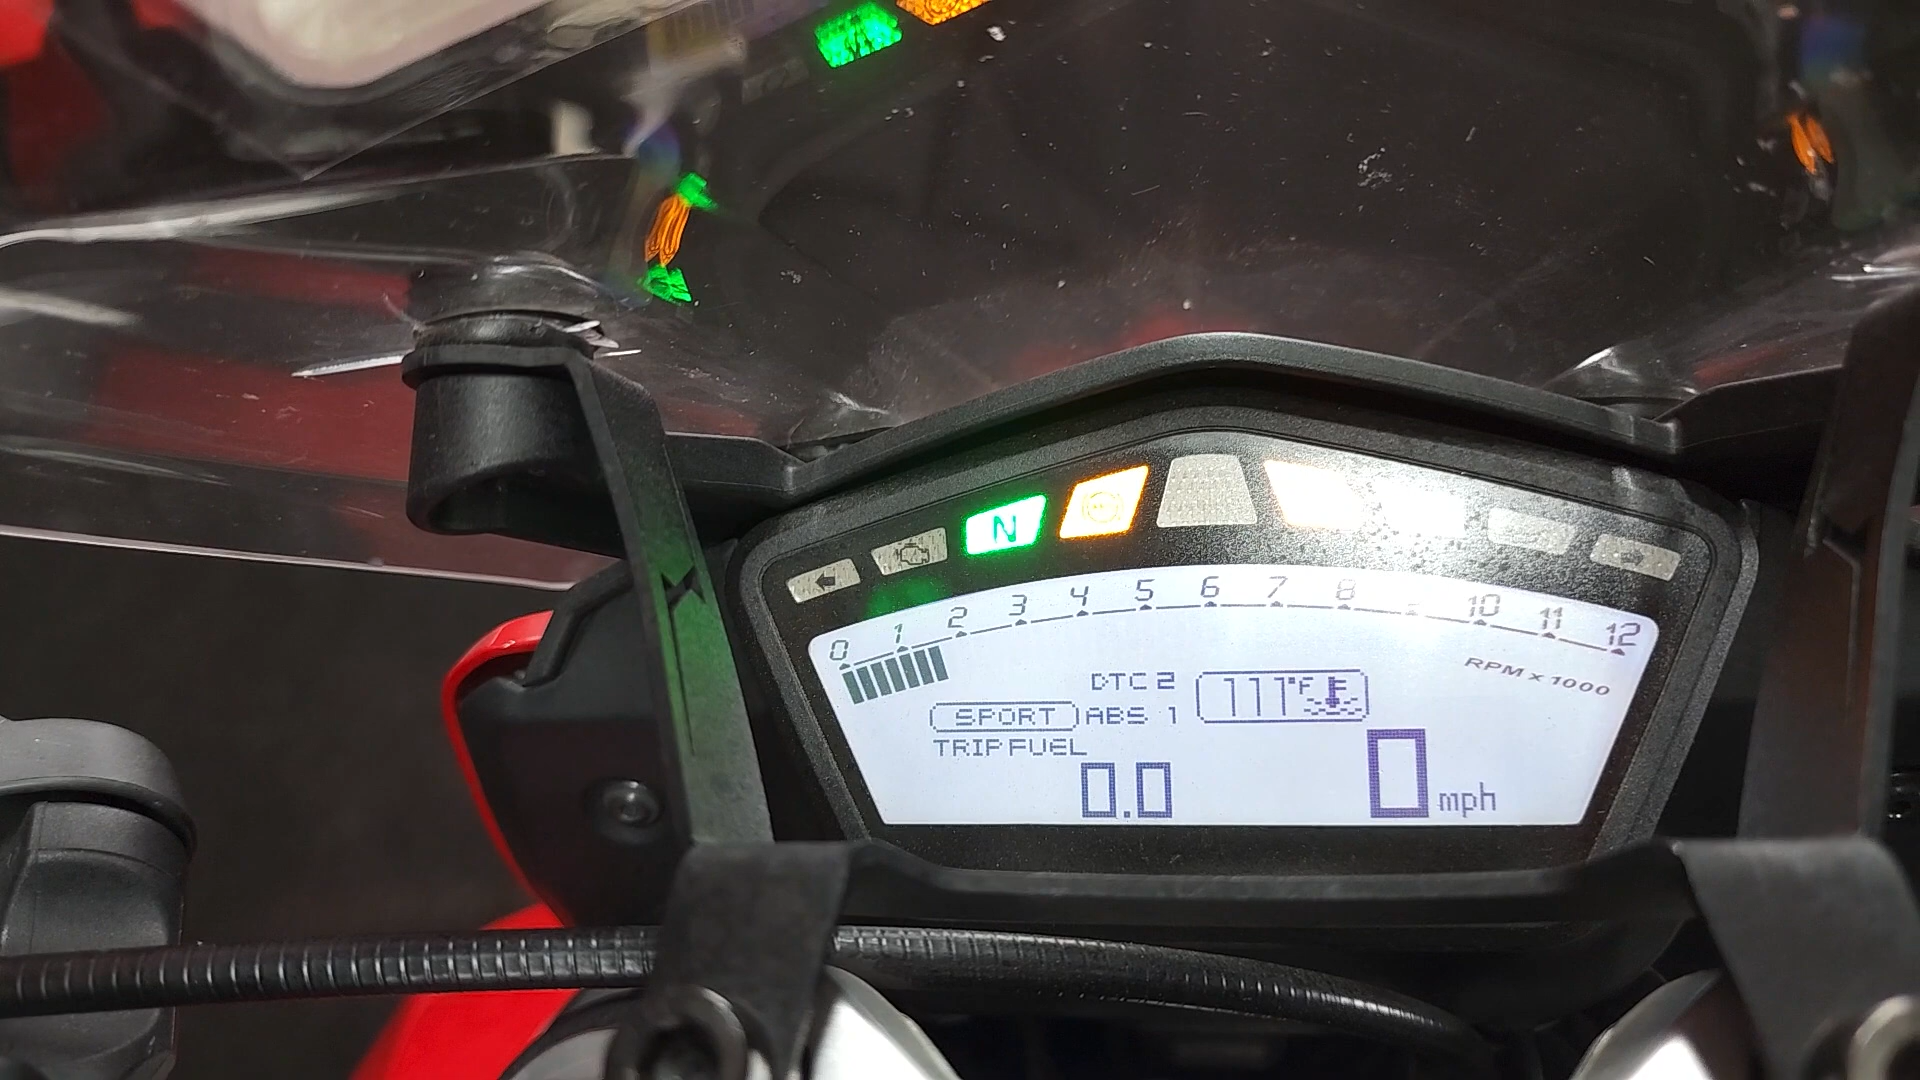 N
0 1 2 3 4 5 6 7 8 10 11 12
RPM x 1000
DTC 2
111°F
SPORT
ABS 1
TRIP FUEL
0.0
0 mph